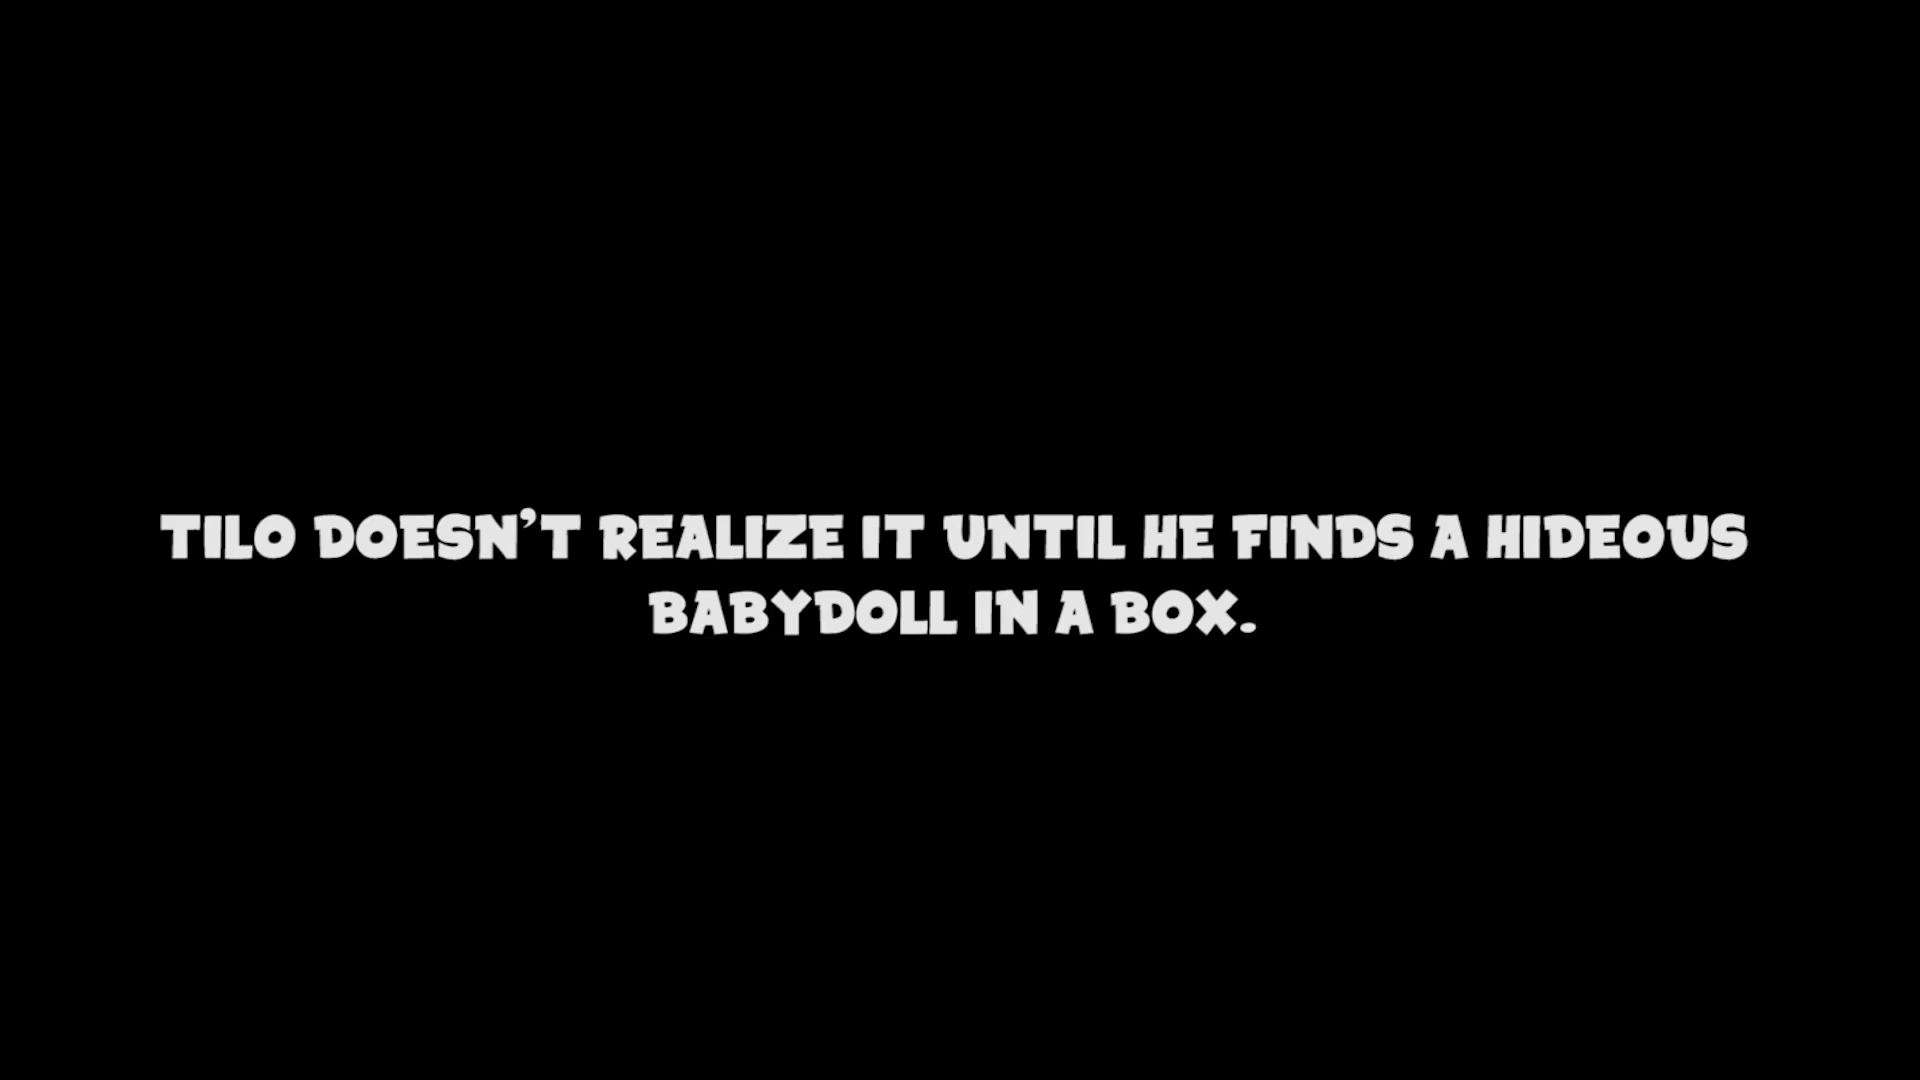 TILO DOESN’T REALIZE IT UNTIL HE FINDS A HIDEOUS
BABYDOLL IN A BOX.